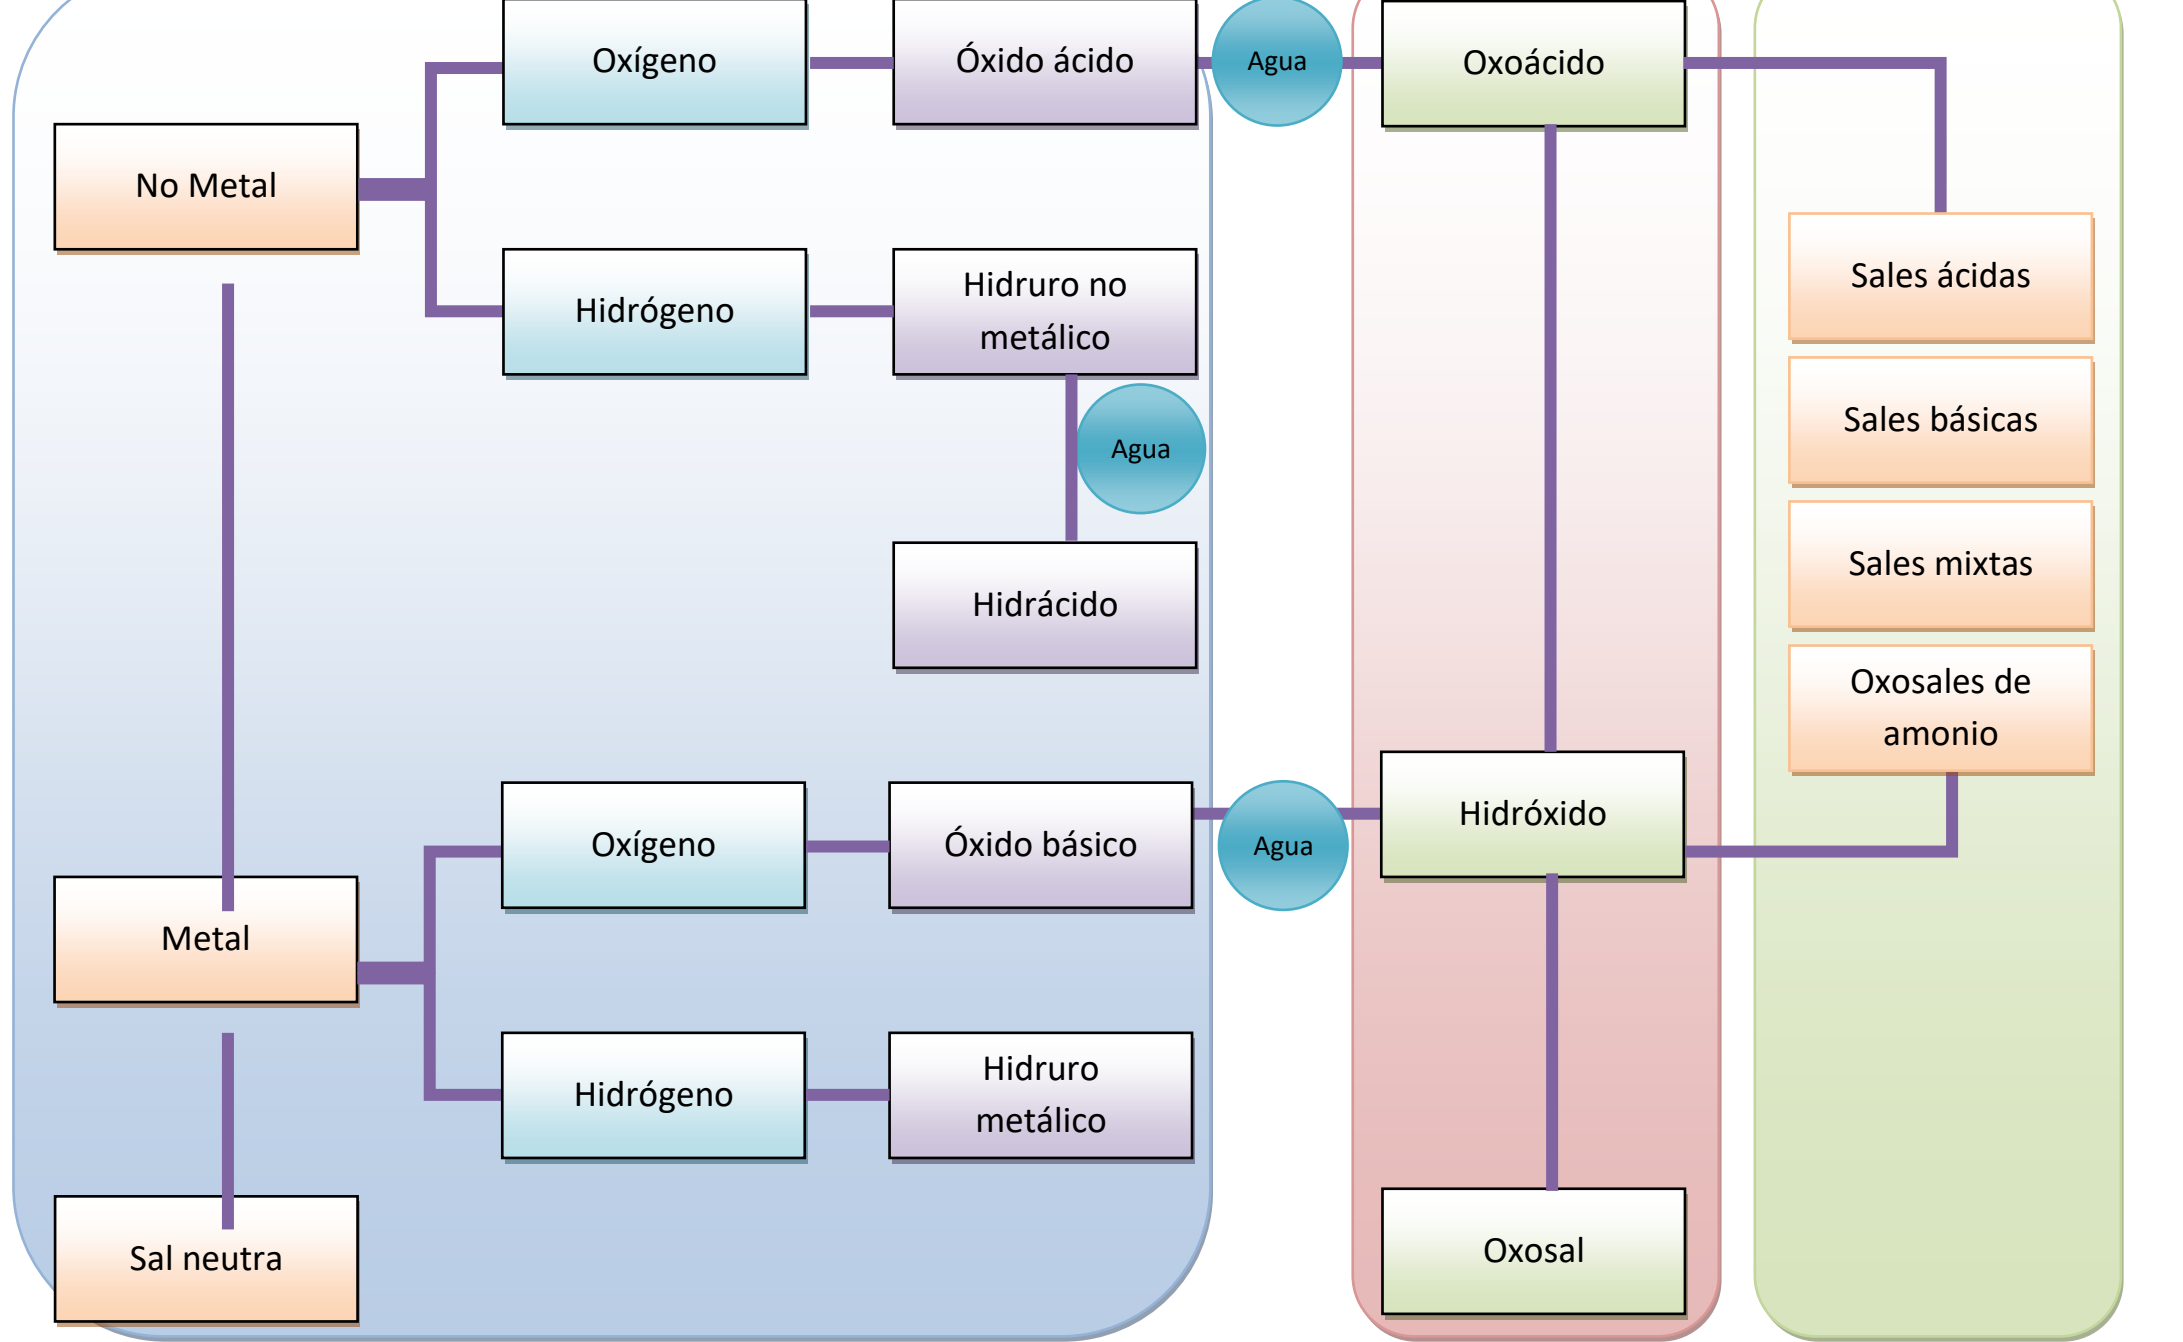 Oxígeno
Óxido ácido
Agua
Oxoácido
No Metal
Hidrógeno
Hidruro no
metálico
Sales ácidas
Sales básicas
Agua
Sales mixtas
Hidrácido
Oxosales de
amonio
Oxígeno
Óxido básico
Agua
Hidróxido
Metal
Hidrógeno
Hidruro
metálico
Sal neutra
Oxosal